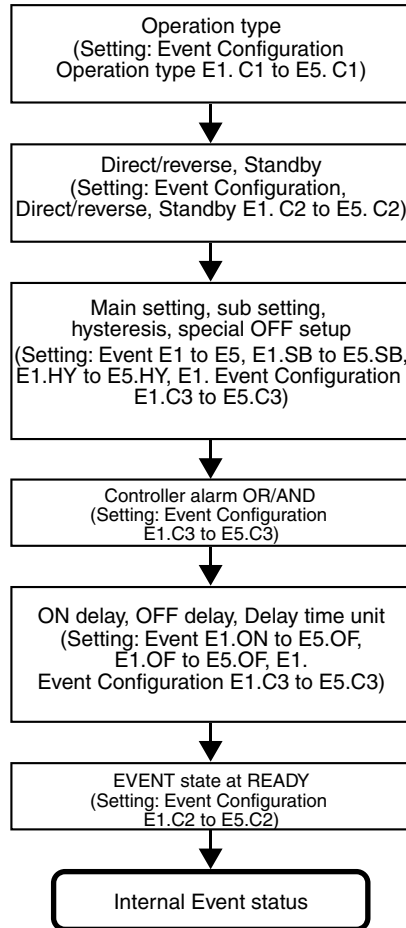 Operation type
(Setting: Event Configuration
Operation type E1. C1 to E5. C1)
Direct/reverse, Standby
(Setting: Event Configuration,
Direct/reverse, Standby E1. C2 to E5. C2)
Main setting, sub setting,
hysteresis, special OFF setup
(Setting: Event E1 to E5, E1.SB to E5.SB,
E1.HY to E5.HY, E1. Event Configuration
E1.C3 to E5.C3)
Controller alarm OR/AND
(Setting: Event Configuration
E1.C3 to E5.C3)
ON delay, OFF delay, Delay time unit
(Setting: Event E1.ON to E5.OF,
E1.OF to E5.OF, E1.
Event Configuration E1.C3 to E5.C3)
EVENT state at READY
(Setting: Event Configuration
E1.C2 to E5.C2)
Internal Event status